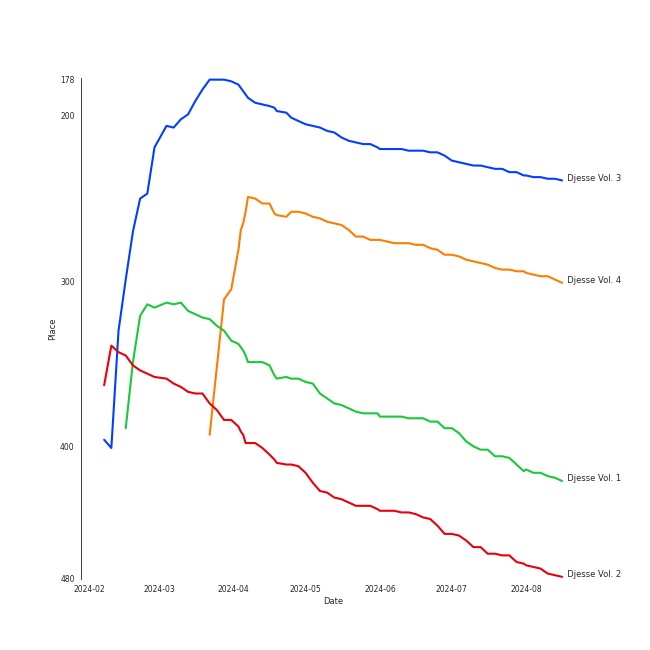 178
200
300
400
480
Place
2024-02
2024-03
2024-04
2024-05
2024-06
2024-07
2024-08
Date
Djesse Vol. 3
Djesse Vol. 4
Djesse Vol. 1
Djesse Vol. 2